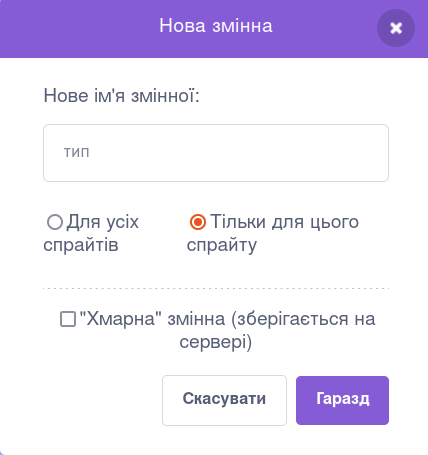 Нова змінна
Нове ім'я змінної:
тип
Для усіх
спрайтів
Тільки для цього
спрайту
"Хмарна" змінна (зберігається на
сервері)
Скасувати
Гаразд